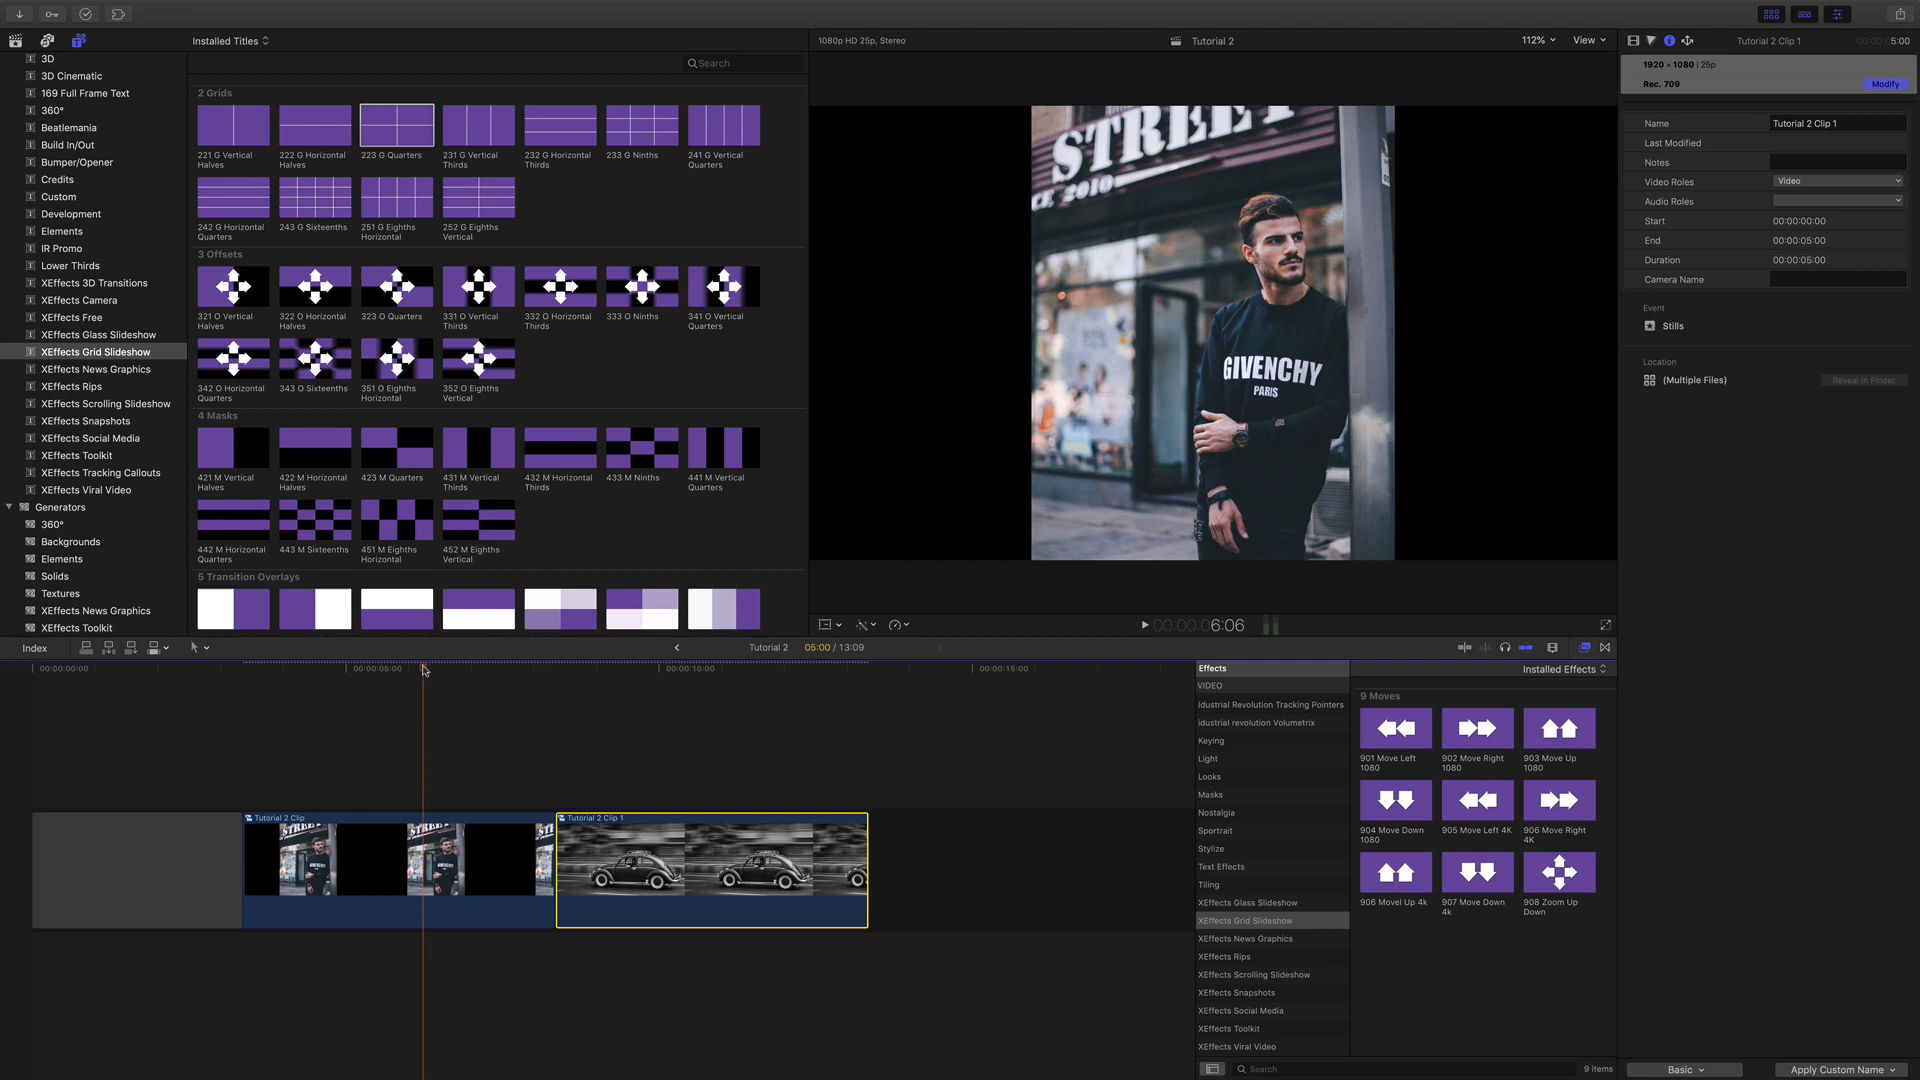 Installed Titles
1080p HD 25p, Stereo
Tutorial 2
112%
View
Tutorial 2 Clip 1
00:00:05:00
3D
3D Cinematic
169 Full Frame Text
360°
Beatlemania
Build In/Out
Bumper/Opener
Credits
Custom
Development
Elements
IR Promo
Lower Thirds
XEffects 3D Transitions
XEffects Camera
XEffects Free
XEffects Glass Slideshow
XEffects Grid Slideshow
XEffects News Graphics
XEffects Rips
XEffects Scrolling Slideshow
XEffects Snapshots
XEffects Social Media
XEffects Toolkit
XEffects Tracking Callouts
XEffects Viral Video
Generators
360°
Backgrounds
Elements
Solids
Textures
XEffects News Graphics
XEffects Toolkit
Search
2 Grids
221 G Vertical Halves
222 G Horizontal Halves
223 G Quarters
231 G Vertical Thirds
232 G Horizontal Thirds
233 G Ninths
241 G Vertical Quarters
242 G Horizontal Quarters
243 G Sixteenths
251 G Eighths Horizontal
252 G Eighths Vertical
3 Offsets
321 O Vertical Halves
322 O Horizontal Halves
323 O Quarters
331 O Vertical Thirds
332 O Horizontal Thirds
333 O Ninths
341 O Vertical Quarters
342 O Horizontal Quarters
343 O Sixteenths
351 O Eighths Horizontal
352 O Eighths Vertical
4 Masks
421 M Vertical Halves
422 M Horizontal Halves
423 M Quarters
431 M Vertical Thirds
432 M Horizontal Thirds
433 M Ninths
441 M Vertical Quarters
442 M Horizontal Quarters
443 M Sixteenths
451 M Eighths Horizontal
452 M Eighths Vertical
5 Transition Overlays
STREET
CE 2010
GIVENCHY
PARIS
00:00:06:06
1920 × 1080 | 25p
Rec. 709
Modify
Name
Tutorial 2 Clip 1
Last Modified
Notes
Video Roles
Video
Audio Roles
Start
00:00:00:00
End
00:00:05:00
Duration
00:00:05:00
Camera Name
Event
Stills
Location
(Multiple Files)
Reveal In Finder
Index
Tutorial 2
05:00 / 13:09
00:00:00:00
00:00:05:00
00:00:10:00
00:00:15:00
Tutorial 2 Clip
Tutorial 2 Clip 1
Effects
Installed Effects
VIDEO
Idustrial Revolution Tracking Pointers
idustrial revolution Volumetrix
Keying
Light
Looks
Masks
Nostalgia
Sportrait
Stylize
Text Effects
Tiling
XEffects Glass Slideshow
XEffects Grid Slideshow
XEffects News Graphics
XEffects Rips
XEffects Scrolling Slideshow
XEffects Snapshots
XEffects Social Media
XEffects Toolkit
XEffects Viral Video
9 Moves
901 Move Left 1080
902 Move Right 1080
903 Move Up 1080
904 Move Down 1080
905 Move Left 4K
906 Move Right 4K
906 Movel Up 4k
907 Move Down 4k
908 Zoom Up Down
Search
9 items
Basic
Apply Custom Name